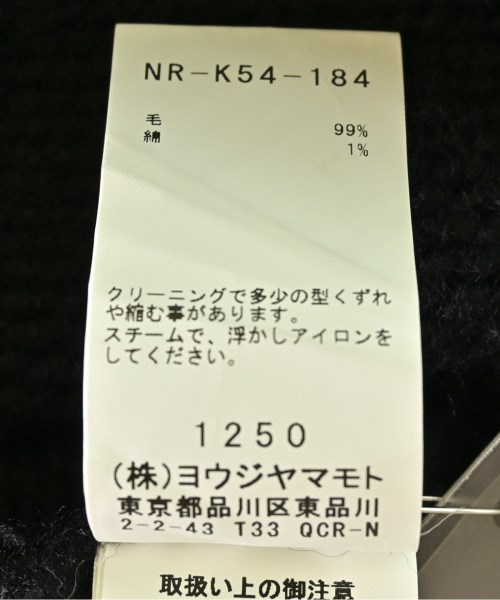 NR-K54-184
毛 99%
綿 1%
クリーニングで多少の型くずれ
や縮む事があります。
スチームで、浮かしアイロンを
してください。
1250
(株)ヨウジヤマモト
東京都品川区東品川
2-2-43 T33 QCR-N
取扱い上の御注意